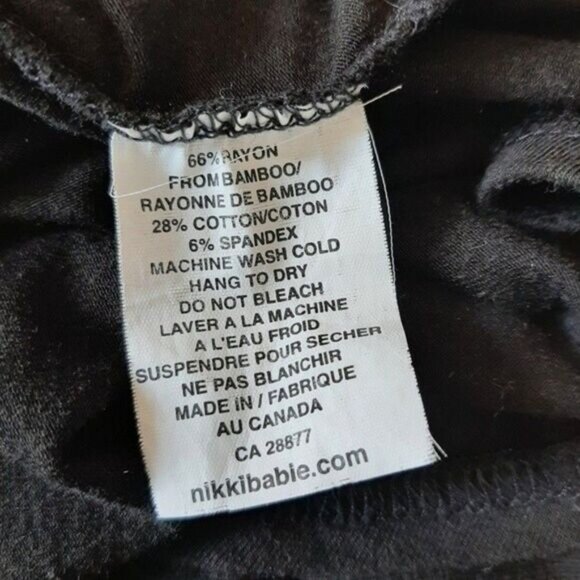 66% RAYON
FROM BAMBOO/
RAYONNE DE BAMBOO
28% COTTON/COTON
6% SPANDEX
MACHINE WASH COLD
HANG TO DRY
DO NOT BLEACH
LAVER A LA MACHINE
A L'EAU FROID
SUSPENDRE POUR SECHER
NE PAS BLANCHIR
MADE IN / FABRIQUE
AU CANADA
CA 28877
nikkibabie.com